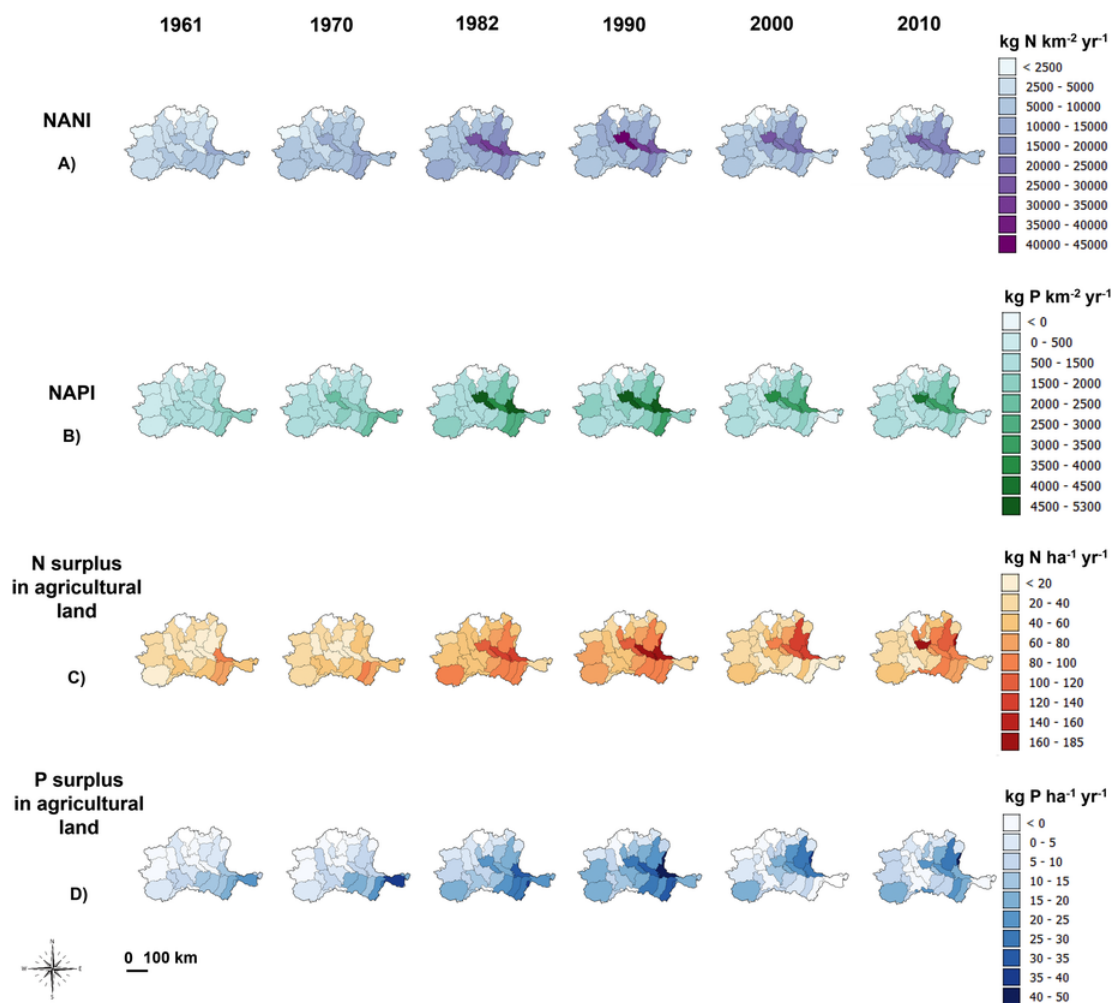 1961 1970 1982 1990 2000 2010
kg N km-2 yr-1
< 2500
2500 - 5000
5000 - 10000
10000 - 15000
15000 - 20000
20000 - 25000
25000 - 30000
30000 - 35000
35000 - 40000
40000 - 45000
NANI
A)
kg P km-2 yr-1
< 0
0 - 500
500 - 1500
1500 - 2000
2000 - 2500
2500 - 3000
3000 - 3500
3500 - 4000
4000 - 4500
4500 - 5300
NAPI
B)
N surplus
in agricultural
land
C)
kg N ha-1 yr-1
< 20
20 - 40
40 - 60
60 - 80
80 - 100
100 - 120
120 - 140
140 - 160
160 - 185
P surplus
in agricultural
land
D)
kg P ha-1 yr-1
< 0
0 - 5
5 - 10
10 - 15
15 - 20
20 - 25
25 - 30
30 - 35
35 - 40
40 - 50
N
W E
S
0 100 km